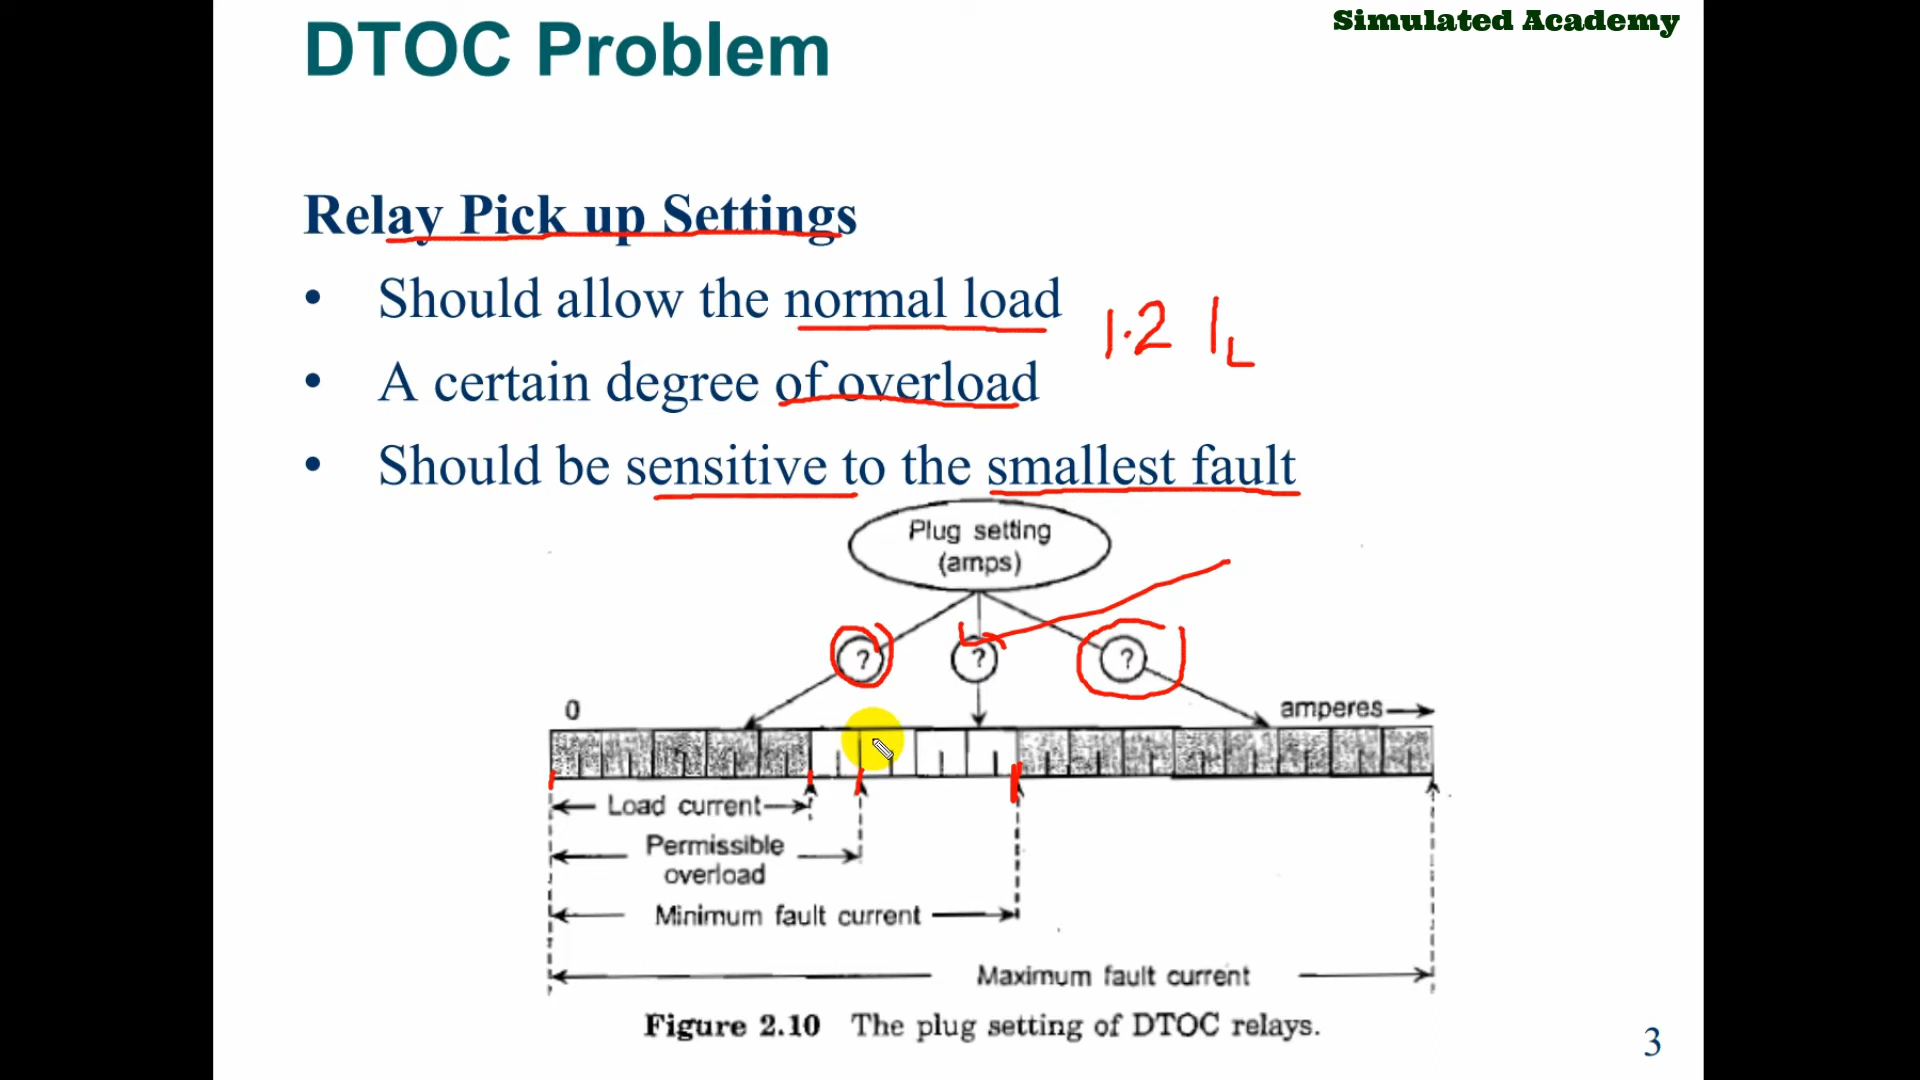 Simulated Academy
DTOC Problem
Relay Pick up Settings
• Should allow the normal load
1.2 IL
• A certain degree of overload
• Should be sensitive to the smallest fault
Plug setting
(amps)
? ? ?
0
amperes
Load current
Permissible
overload
Minimum fault current
Maximum fault current
Figure 2.10 The plug setting of DTOC relays.
3